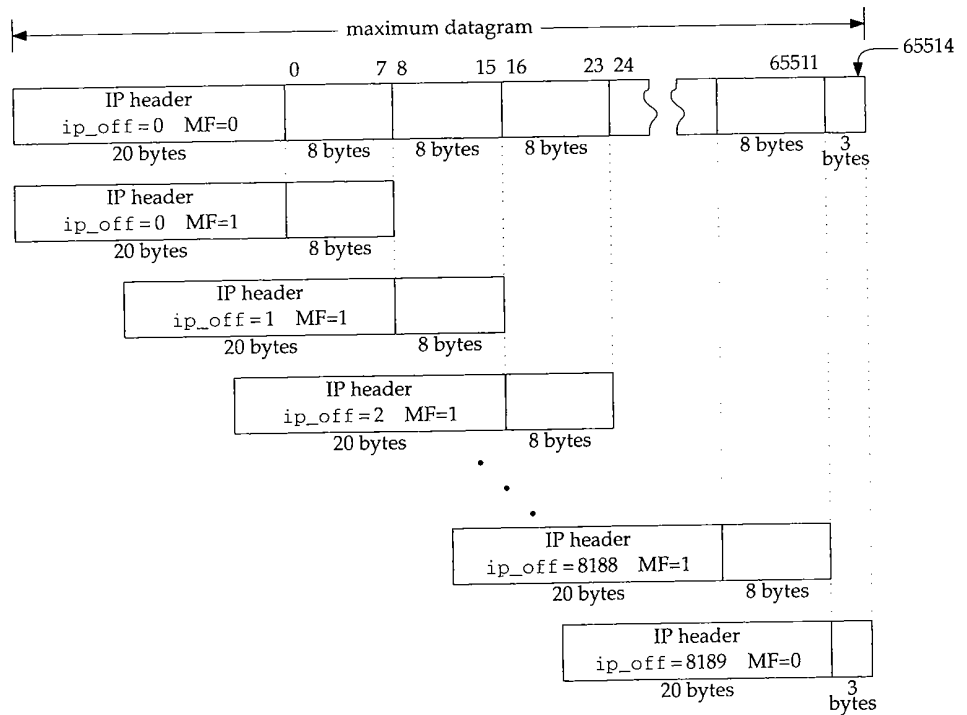 maximum datagram
65514
0 7 8 15 16 23 24 65511
IP header
ip_off=0 MF=0
20 bytes 8 bytes 8 bytes 8 bytes 8 bytes 3 bytes
IP header
ip_off=0 MF=1
20 bytes 8 bytes
IP header
ip_off=1 MF=1
20 bytes 8 bytes
IP header
ip_off=2 MF=1
20 bytes 8 bytes
IP header
ip_off=8188 MF=1
20 bytes 8 bytes
IP header
ip_off=8189 MF=0
20 bytes 3 bytes